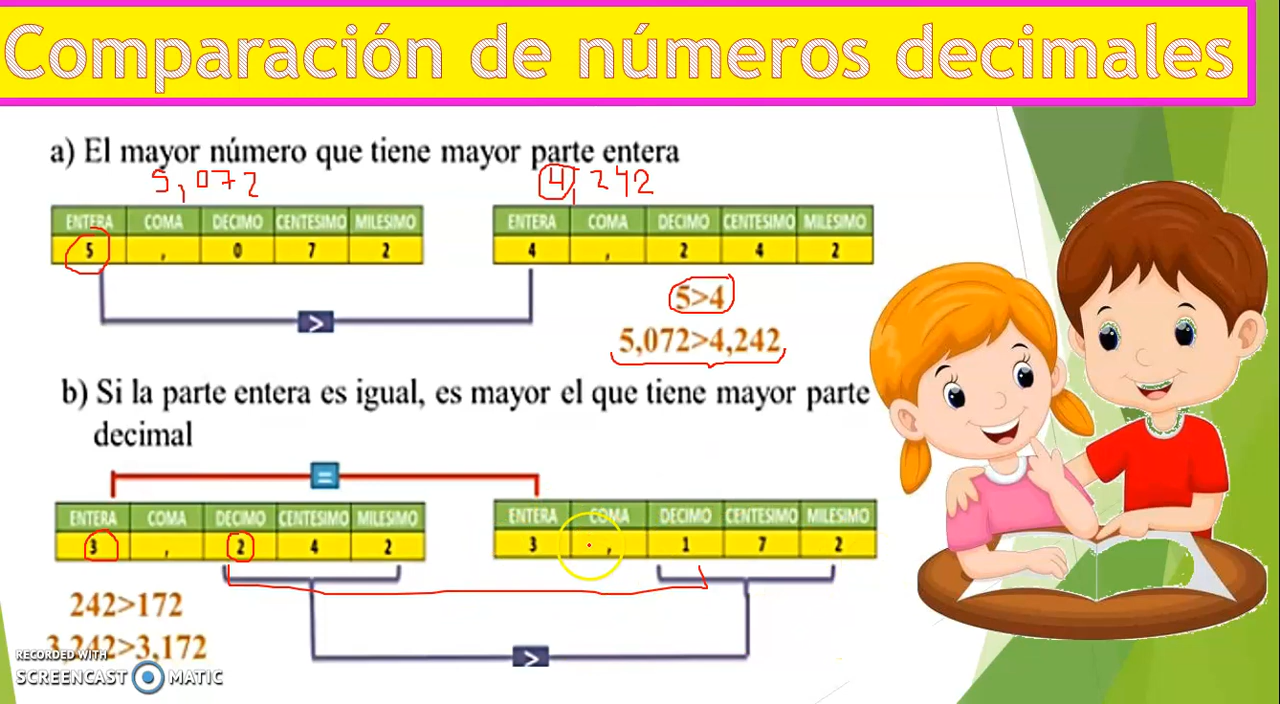 Comparación de números decimales
a) El mayor número que tiene mayor parte entera
5,072 4,242
ENTERA COMA DECIMO CENTESIMO MILESIMO
5 , 0 7 2
ENTERA COMA DECIMO CENTESIMO MILESIMO
4 , 2 4 2
>
5>4
5,072>4,242
b) Si la parte entera es igual, es mayor el que tiene mayor parte
decimal
=
ENTERA COMA DECIMO CENTESIMO MILESIMO
3 , 2 4 2
ENTERA COMA DECIMO CENTESIMO MILESIMO
3 , 1 7 2
242>172
3,242>3,172
>
RECORDED WITH
SCREENCAST MATIC